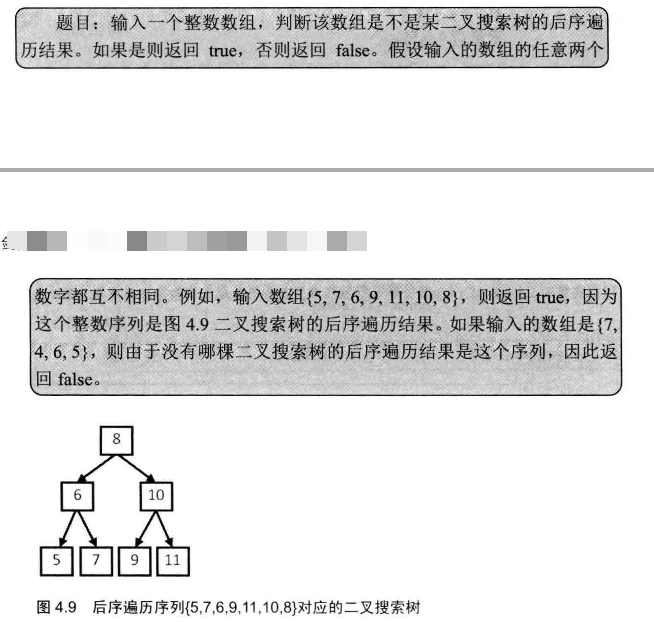 题目：输入一个整数数组，判断该数组是不是某二叉搜索树的后序遍
历结果。如果是则返回 true，否则返回 false。假设输入的数组的任意两个
数字都互不相同。例如，输入数组{5, 7, 6, 9, 11, 10, 8}，则返回 true，因为
这个整数序列是图 4.9 二叉搜索树的后序遍历结果。如果输入的数组是{7,
4, 6, 5}，则由于没有哪棵二叉搜索树的后序遍历结果是这个序列，因此返
回 false。
8
6 10
5 7 9 11
图 4.9 后序遍历序列{5,7,6,9,11,10,8}对应的二叉搜索树